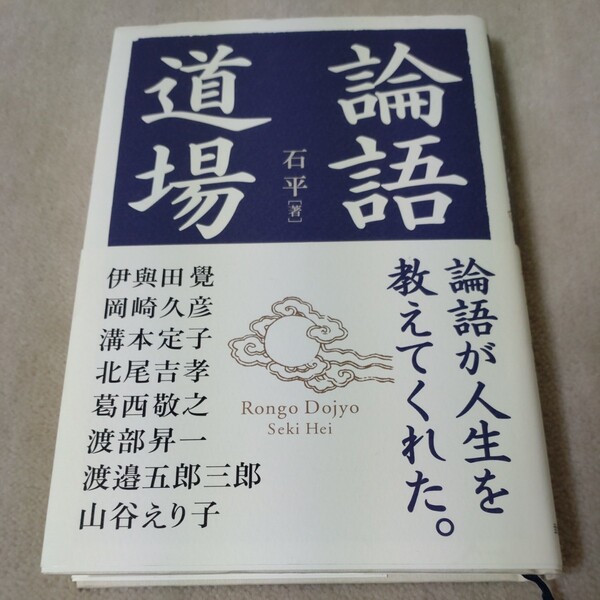 論語
道場
石平[著]
論語が人生を
教えてくれた。
Rongo Dojyo
Seki Hei
伊與田覺
岡崎久彦
溝本定子
北尾吉孝
葛西敬之
渡部昇一
渡邉五郎三郎
山谷えり子